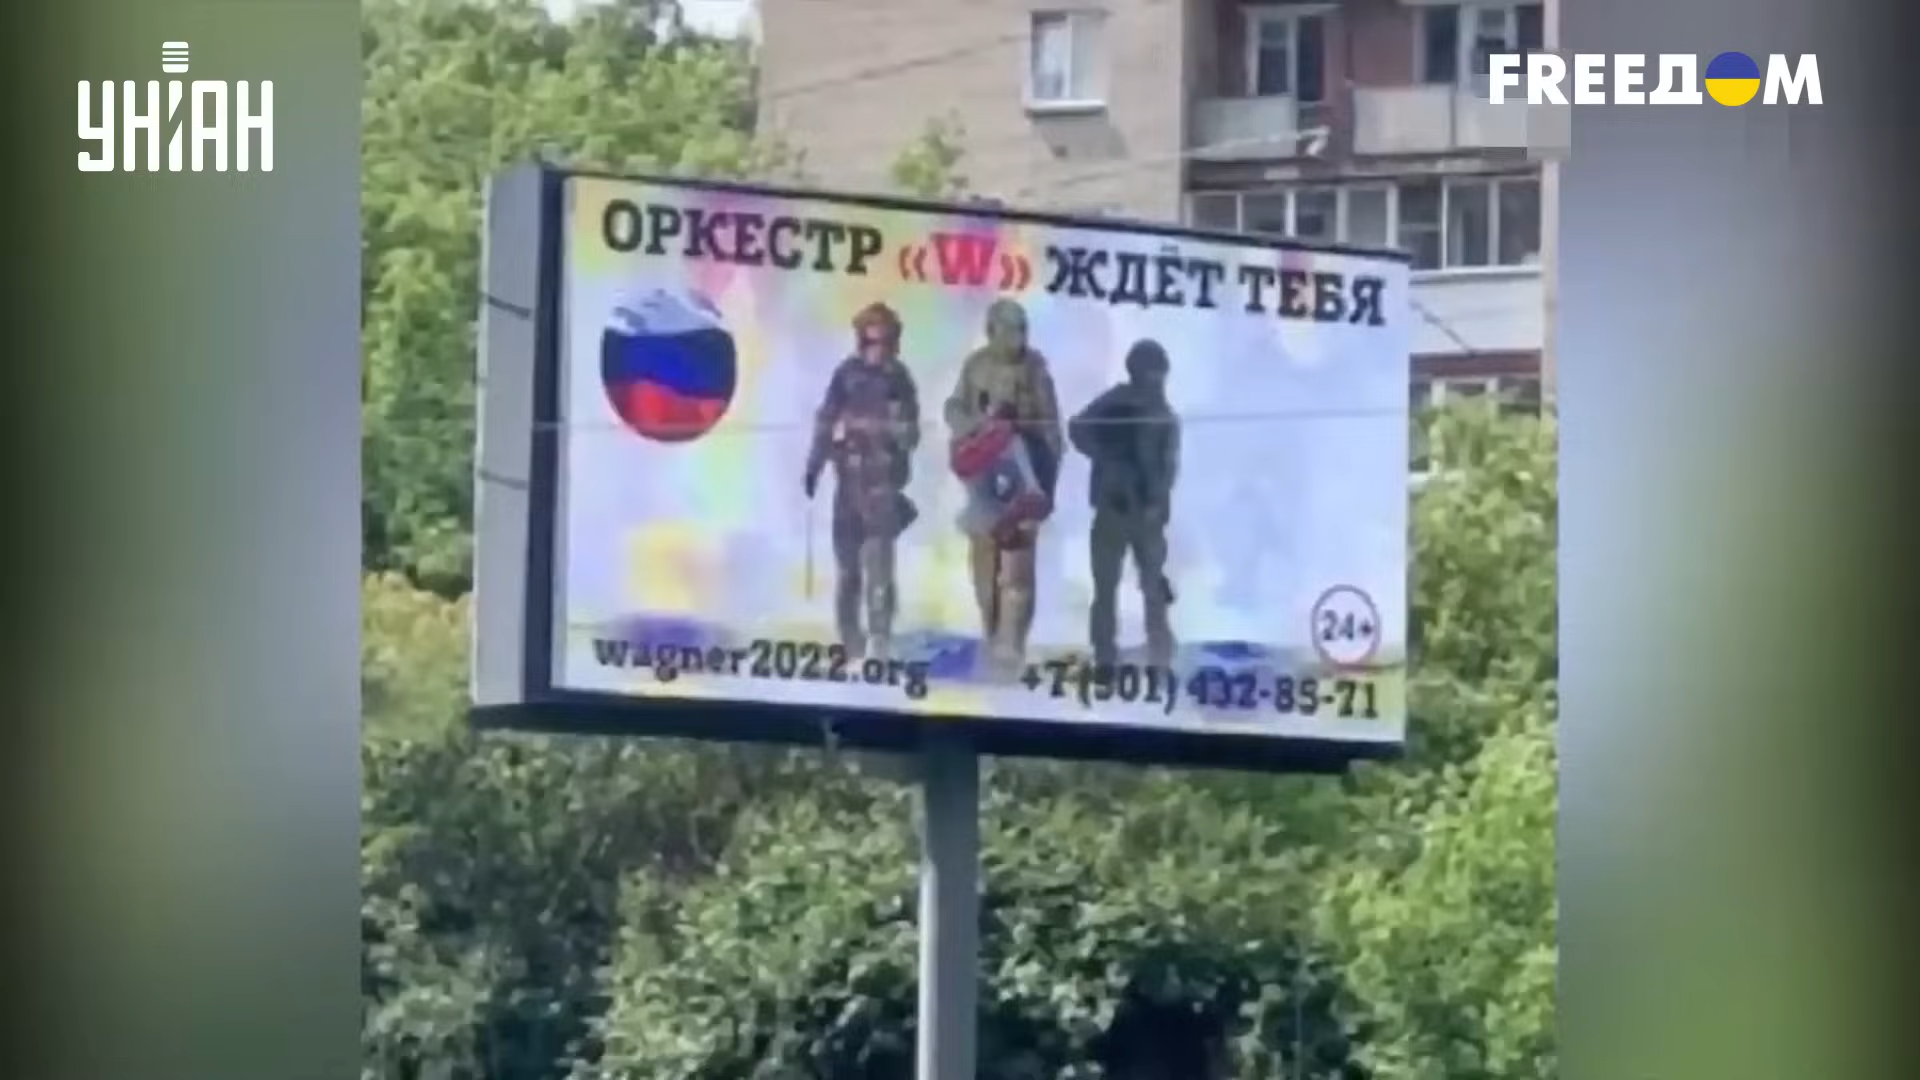 УНІАН
FREEДOM
ОРКЕСТР «W» ЖДЁТ ТЕБЯ
24+
wagner2022.org
+7 (901) 432-85-71